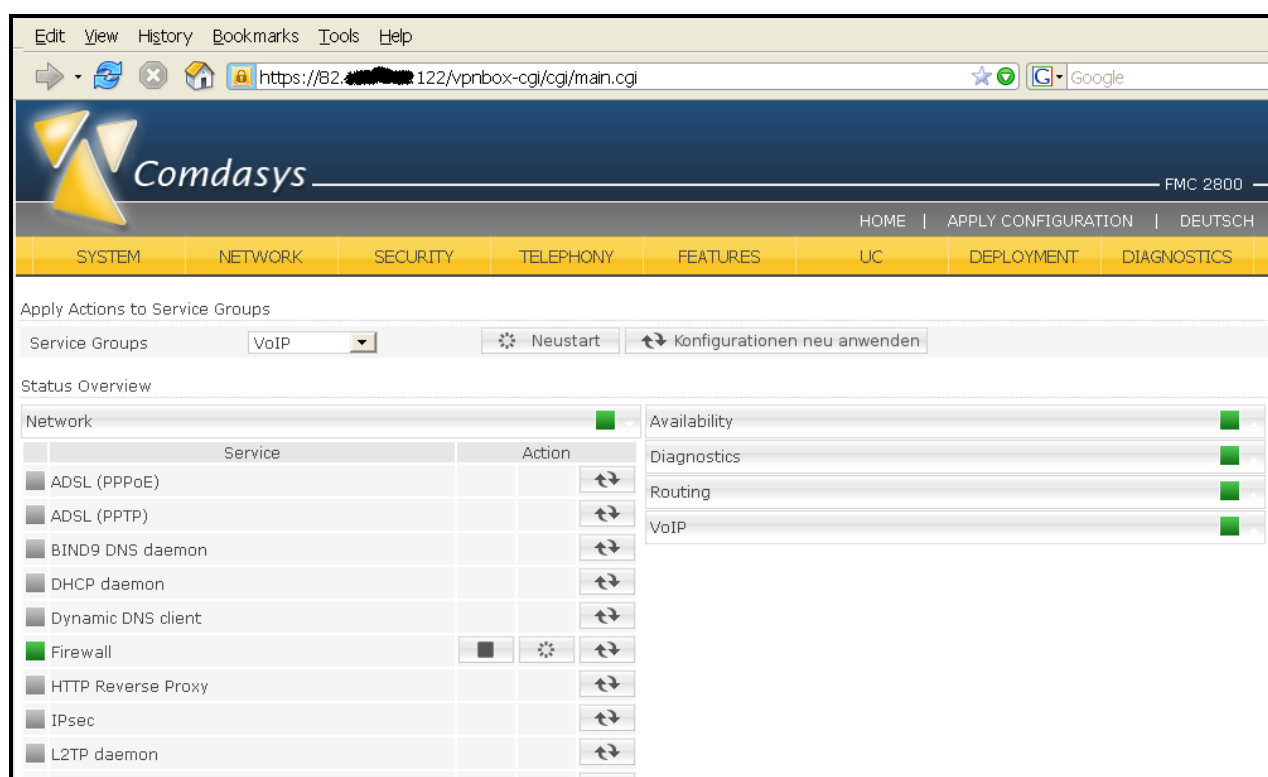 Edit View History Bookmarks Tools Help
https://82. 122/vpnbox-cgi/cgi/main.cgi
G Google
Comdasys
FMC 2800
HOME | APPLY CONFIGURATION | DEUTSCH
SYSTEM NETWORK SECURITY TELEPHONY FEATURES UC DEPLOYMENT DIAGNOSTICS
Apply Actions to Service Groups
Service Groups VoIP Neustart Konfigurationen neu anwenden
Status Overview
Network
Service Action
ADSL (PPPoE)
ADSL (PPTP)
BIND9 DNS daemon
DHCP daemon
Dynamic DNS client
Firewall
HTTP Reverse Proxy
IPsec
L2TP daemon
Availability
Diagnostics
Routing
VoIP